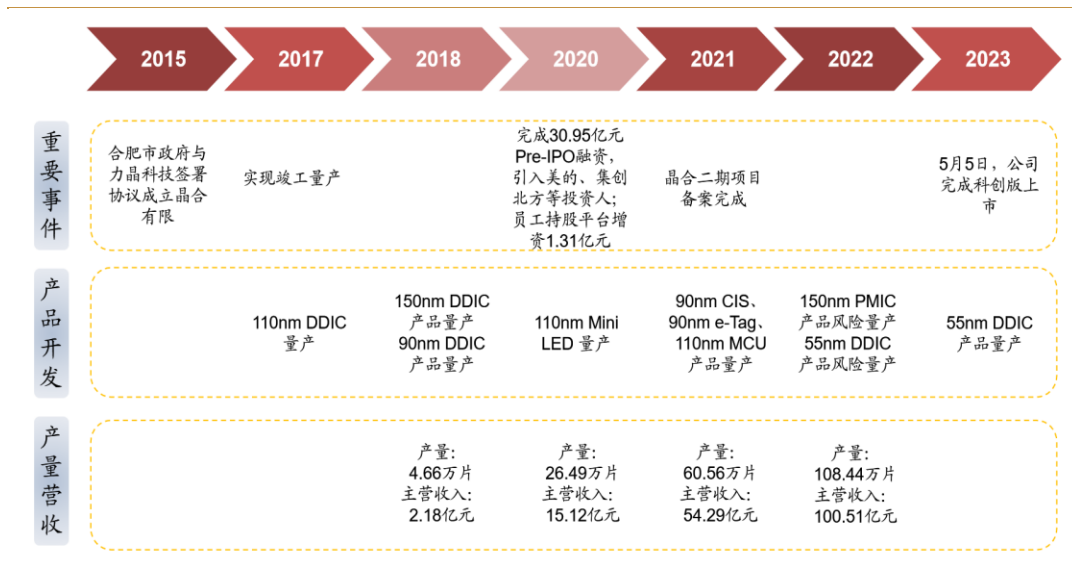 2015
2017
2018
2020
2021
2022
2023
重要事件
合肥市政府与
力晶科技签署
协议成立晶合
有限
实现竣工量产
完成30.95亿元
Pre-IPO融资，
引入美的、集创
北方等投资人；
员工持股平台增
资1.31亿元
晶合二期项目
备案完成
5月5日，公司
完成科创版上
市
产品开发
110nm DDIC
量产
150nm DDIC
产品量产
90nm DDIC
产品量产
110nm Mini
LED 量产
90nm CIS、
90nm e-Tag、
110nm MCU
产品量产
150nm PMIC
产品风险量产
55nm DDIC
产品风险量产
55nm DDIC
产品量产
产量营收
产量：
4.66万片
主营收入：
2.18亿元
产量：
26.49万片
主营收入：
15.12亿元
产量：
60.56万片
主营收入：
54.29亿元
产量：
108.44万片
主营收入：
100.51亿元